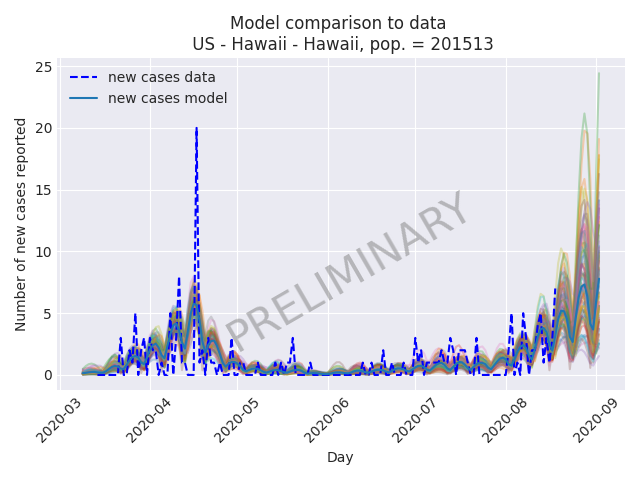 Model comparison to data
US - Hawaii - Hawaii, pop. = 201513
new cases data
new cases model
Number of new cases reported
25
20
15
10
5
0
PRELIMINARY
2020-03
2020-04
2020-05
2020-06
2020-07
2020-08
2020-09
Day